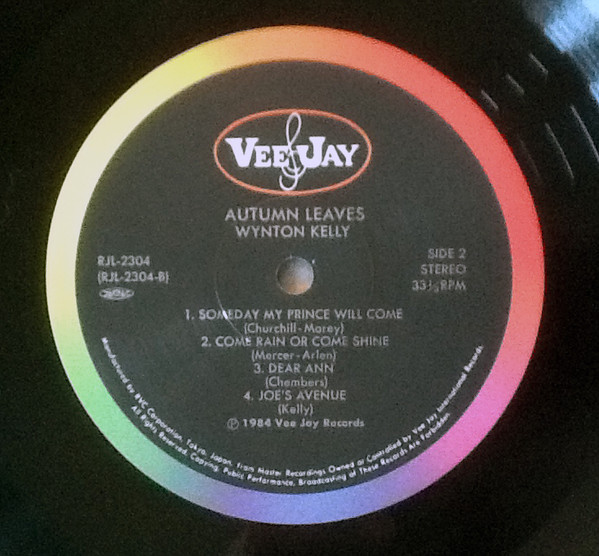 VEE JAY
AUTUMN LEAVES
WYNTON KELLY
RJL-2304
(RJL-2304-B)
SIDE 2
STEREO
33⅓RPM
1. SOMEDAY MY PRINCE WILL COME
(Churchill-Morey)
2. COME RAIN OR COME SHINE
(Mercer-Arlen)
3. DEAR ANN
(Chambers)
4. JOE'S AVENUE
(Kelly)
Ⓟ 1984 Vee Jay Records
Manufactured by RVC Corporation, Tokyo, Japan, from Master Recordings Owned or Controlled by Vee Jay International Records.
All Rights Reserved, Copying, Public Performance, Broadcasting of These Records Are Forbidden.